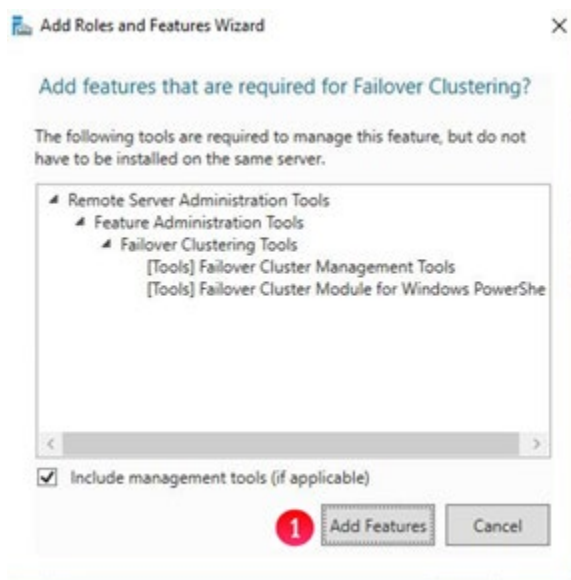 Add Roles and Features Wizard
Add features that are required for Failover Clustering?
The following tools are required to manage this feature, but do not
have to be installed on the same server.
Remote Server Administration Tools
Feature Administration Tools
Failover Clustering Tools
[Tools] Failover Cluster Management Tools
[Tools] Failover Cluster Module for Windows PowerShe
Include management tools (if applicable)
1
Add Features
Cancel